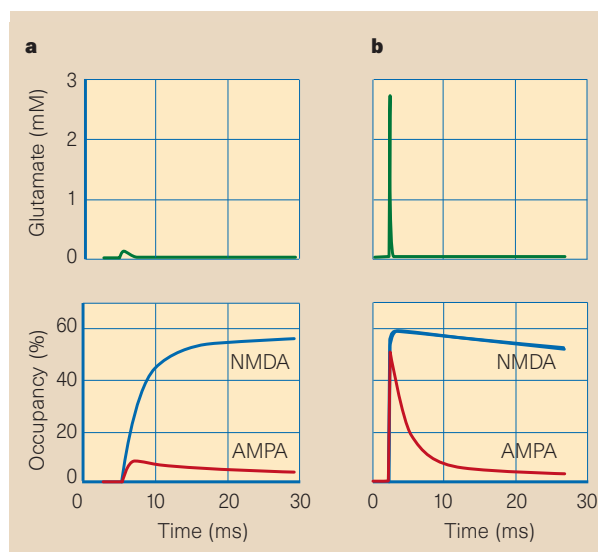 a
b
3
2
1
0
Glutamate (mM)
60
40
20
0
Occupancy (%)
NMDA
AMPA
NMDA
AMPA
0 10 20 30
0 10 20 30
Time (ms)
Time (ms)